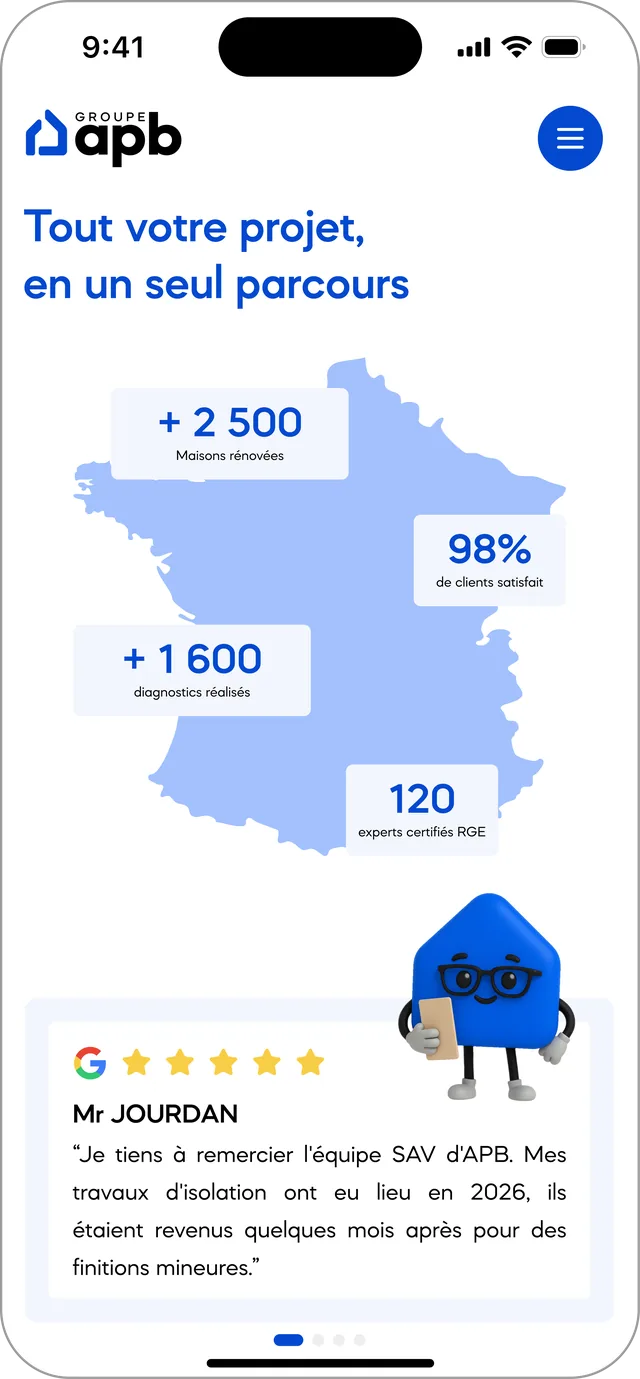 9:41
GROUPE
apb
Tout votre projet,
en un seul parcours
+ 2 500
Maisons rénovées
98%
de clients satisfait
+ 1 600
diagnostics réalisés
120
experts certifiés RGE
G
Mr JOURDAN
“Je tiens à remercier l'équipe SAV d'APB. Mes
travaux d'isolation ont eu lieu en 2026, ils
étaient revenus quelques mois après pour des
finitions mineures.”